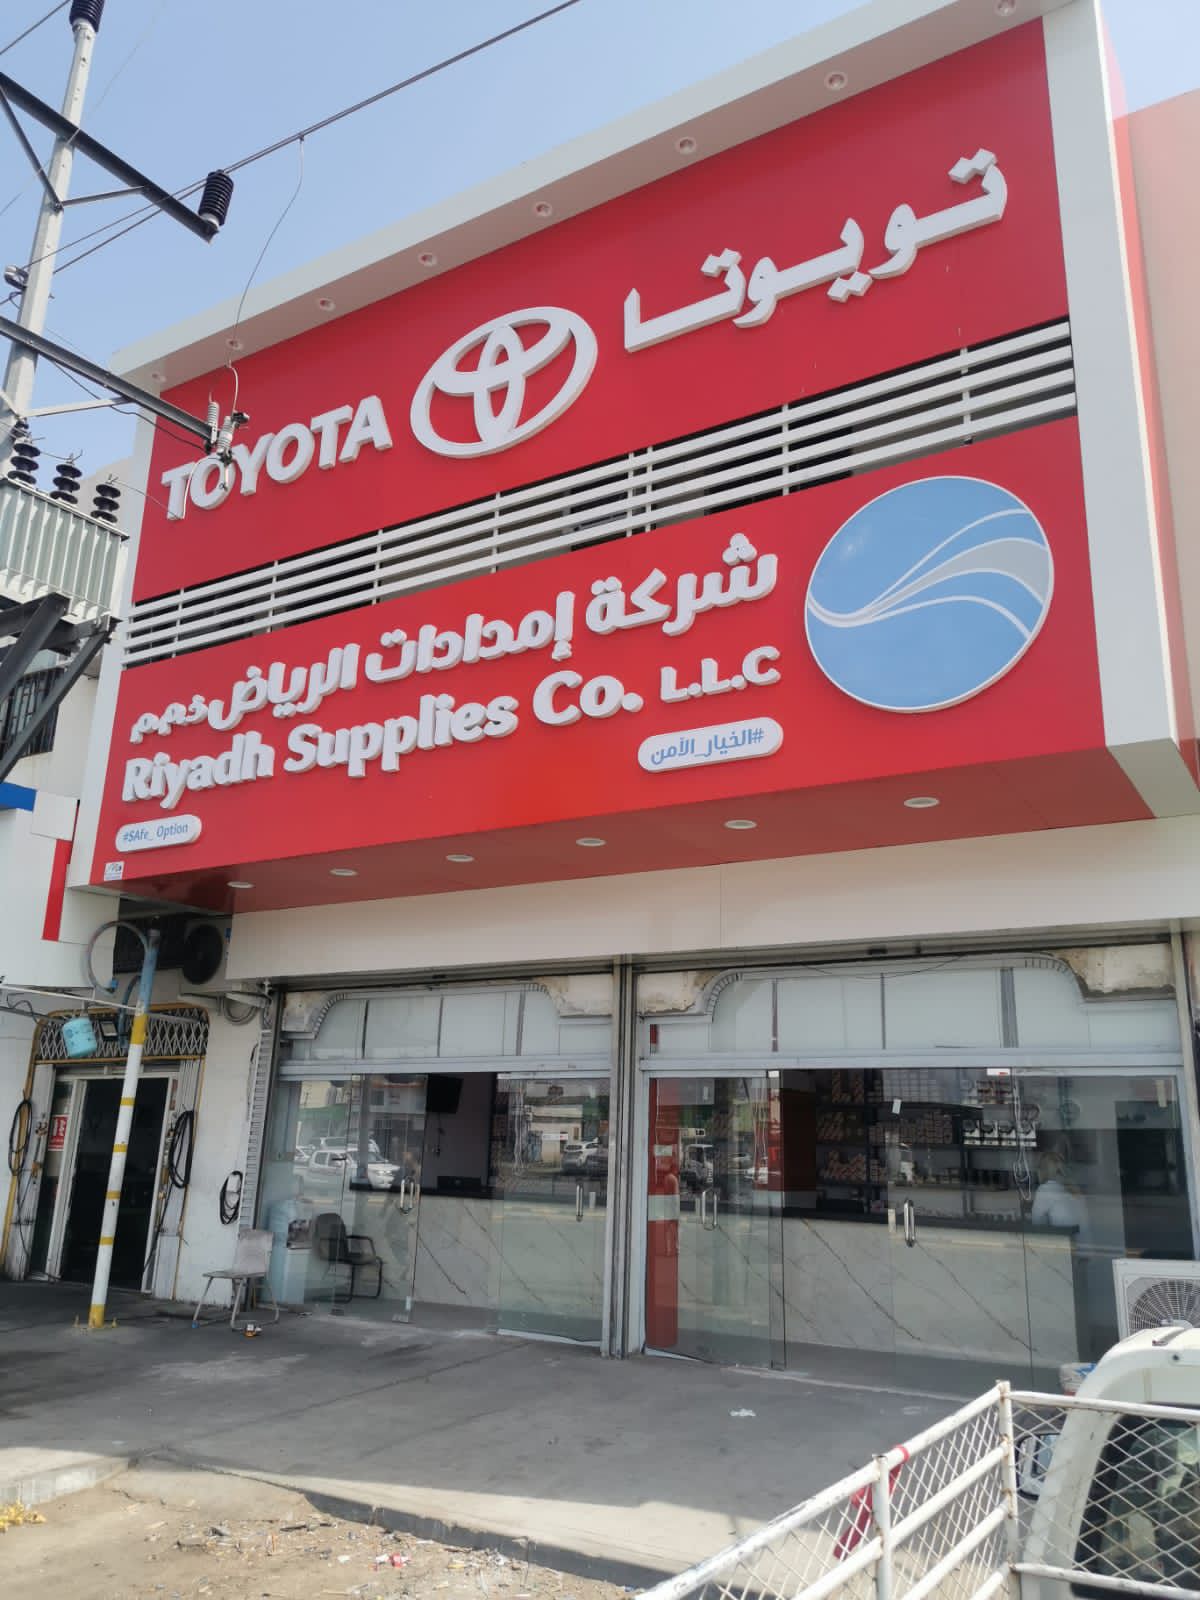 TOYOTA تويوتا
شركة إمدادات الرياض ذ.م.م
Riyadh Supplies Co. L.L.C
#الخيار_الآمن
#SAfe_Option